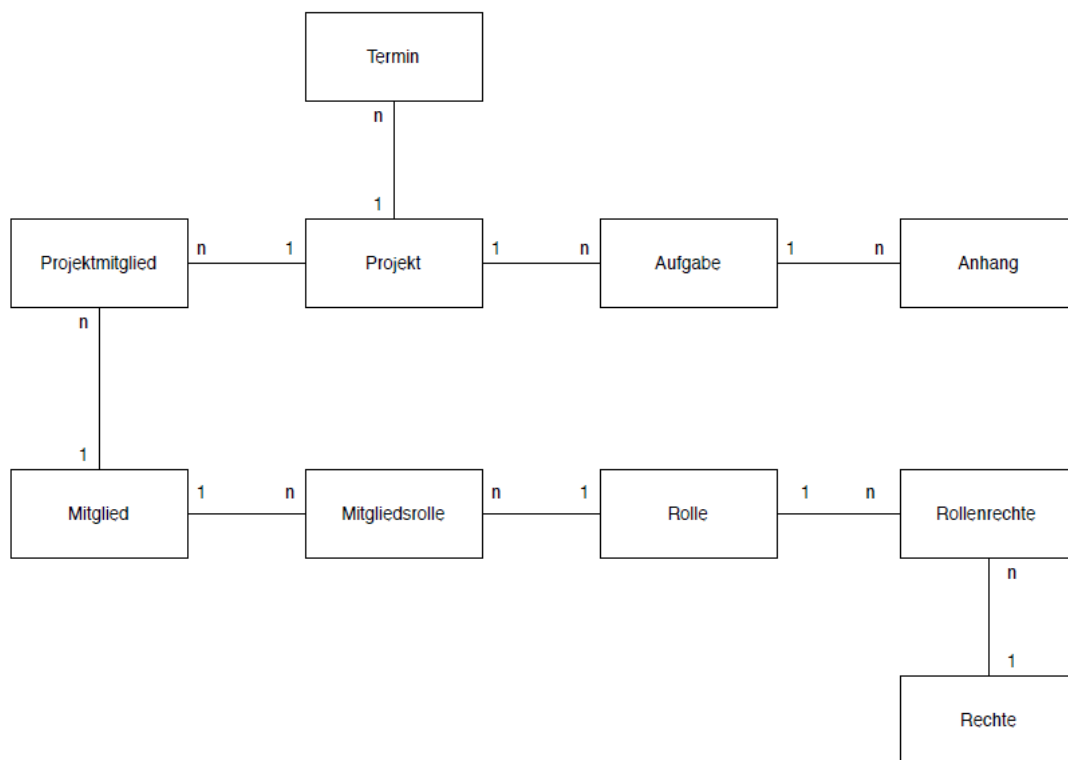 Termin
n
1
Projektmitglied
n
1
Projekt
1
n
Aufgabe
1
n
Anhang
n
1
Mitglied
1
n
Mitgliedsrolle
n
1
Rolle
1
n
Rollenrechte
n
1
Rechte